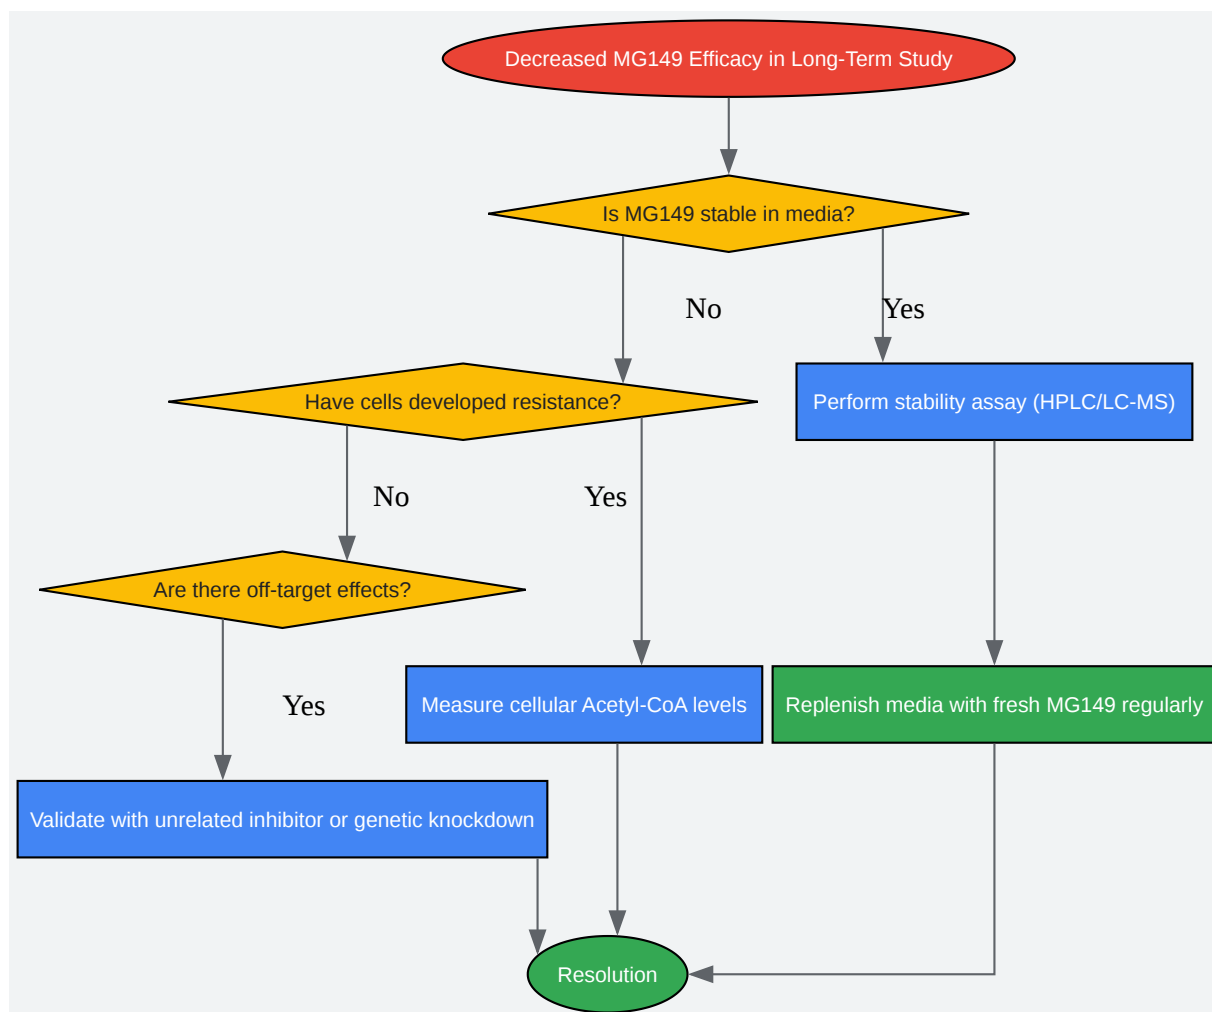 Decreased MG149 Efficacy in Long-Term Study
Is MG149 stable in media?
No
Yes
Have cells developed resistance?
Perform stability assay (HPLC/LC-MS)
No
Yes
Are there off-target effects?
Yes
Measure cellular Acetyl-CoA levels
Replenish media with fresh MG149 regularly
Validate with unrelated inhibitor or genetic knockdown
Resolution